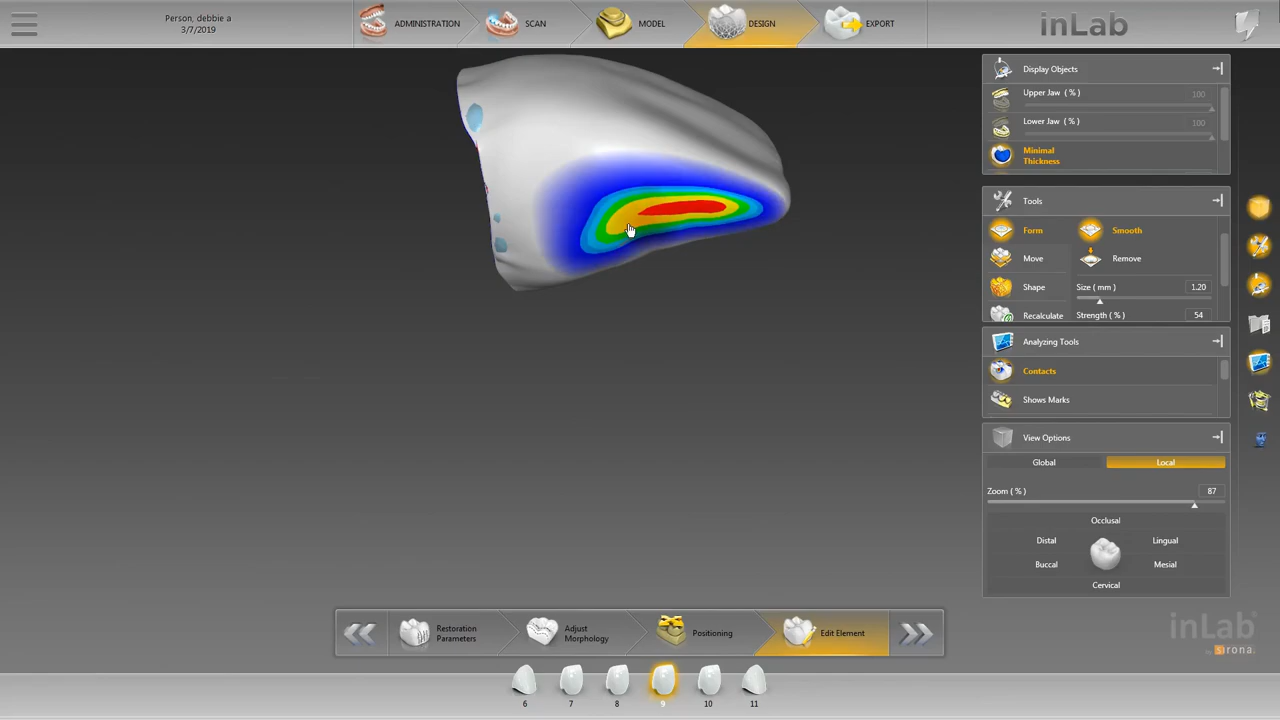 Person, debbie a
3/7/2019
ADMINISTRATION
SCAN
MODEL
DESIGN
EXPORT
inLab
Display Objects
Upper Jaw ( % )
100
Lower Jaw ( % )
100
Minimal
Thickness
Tools
Form
Smooth
Move
Remove
Shape
Size ( mm )
1.20
Recalculate
Strength ( % )
54
Analyzing Tools
Contacts
Shows Marks
View Options
Global
Local
Zoom ( % )
87
Occlusal
Distal
Lingual
Buccal
Mesial
Cervical
Restoration
Parameters
Adjust
Morphology
Positioning
Edit Element
inLab
by sirona.
6
7
8
9
10
11